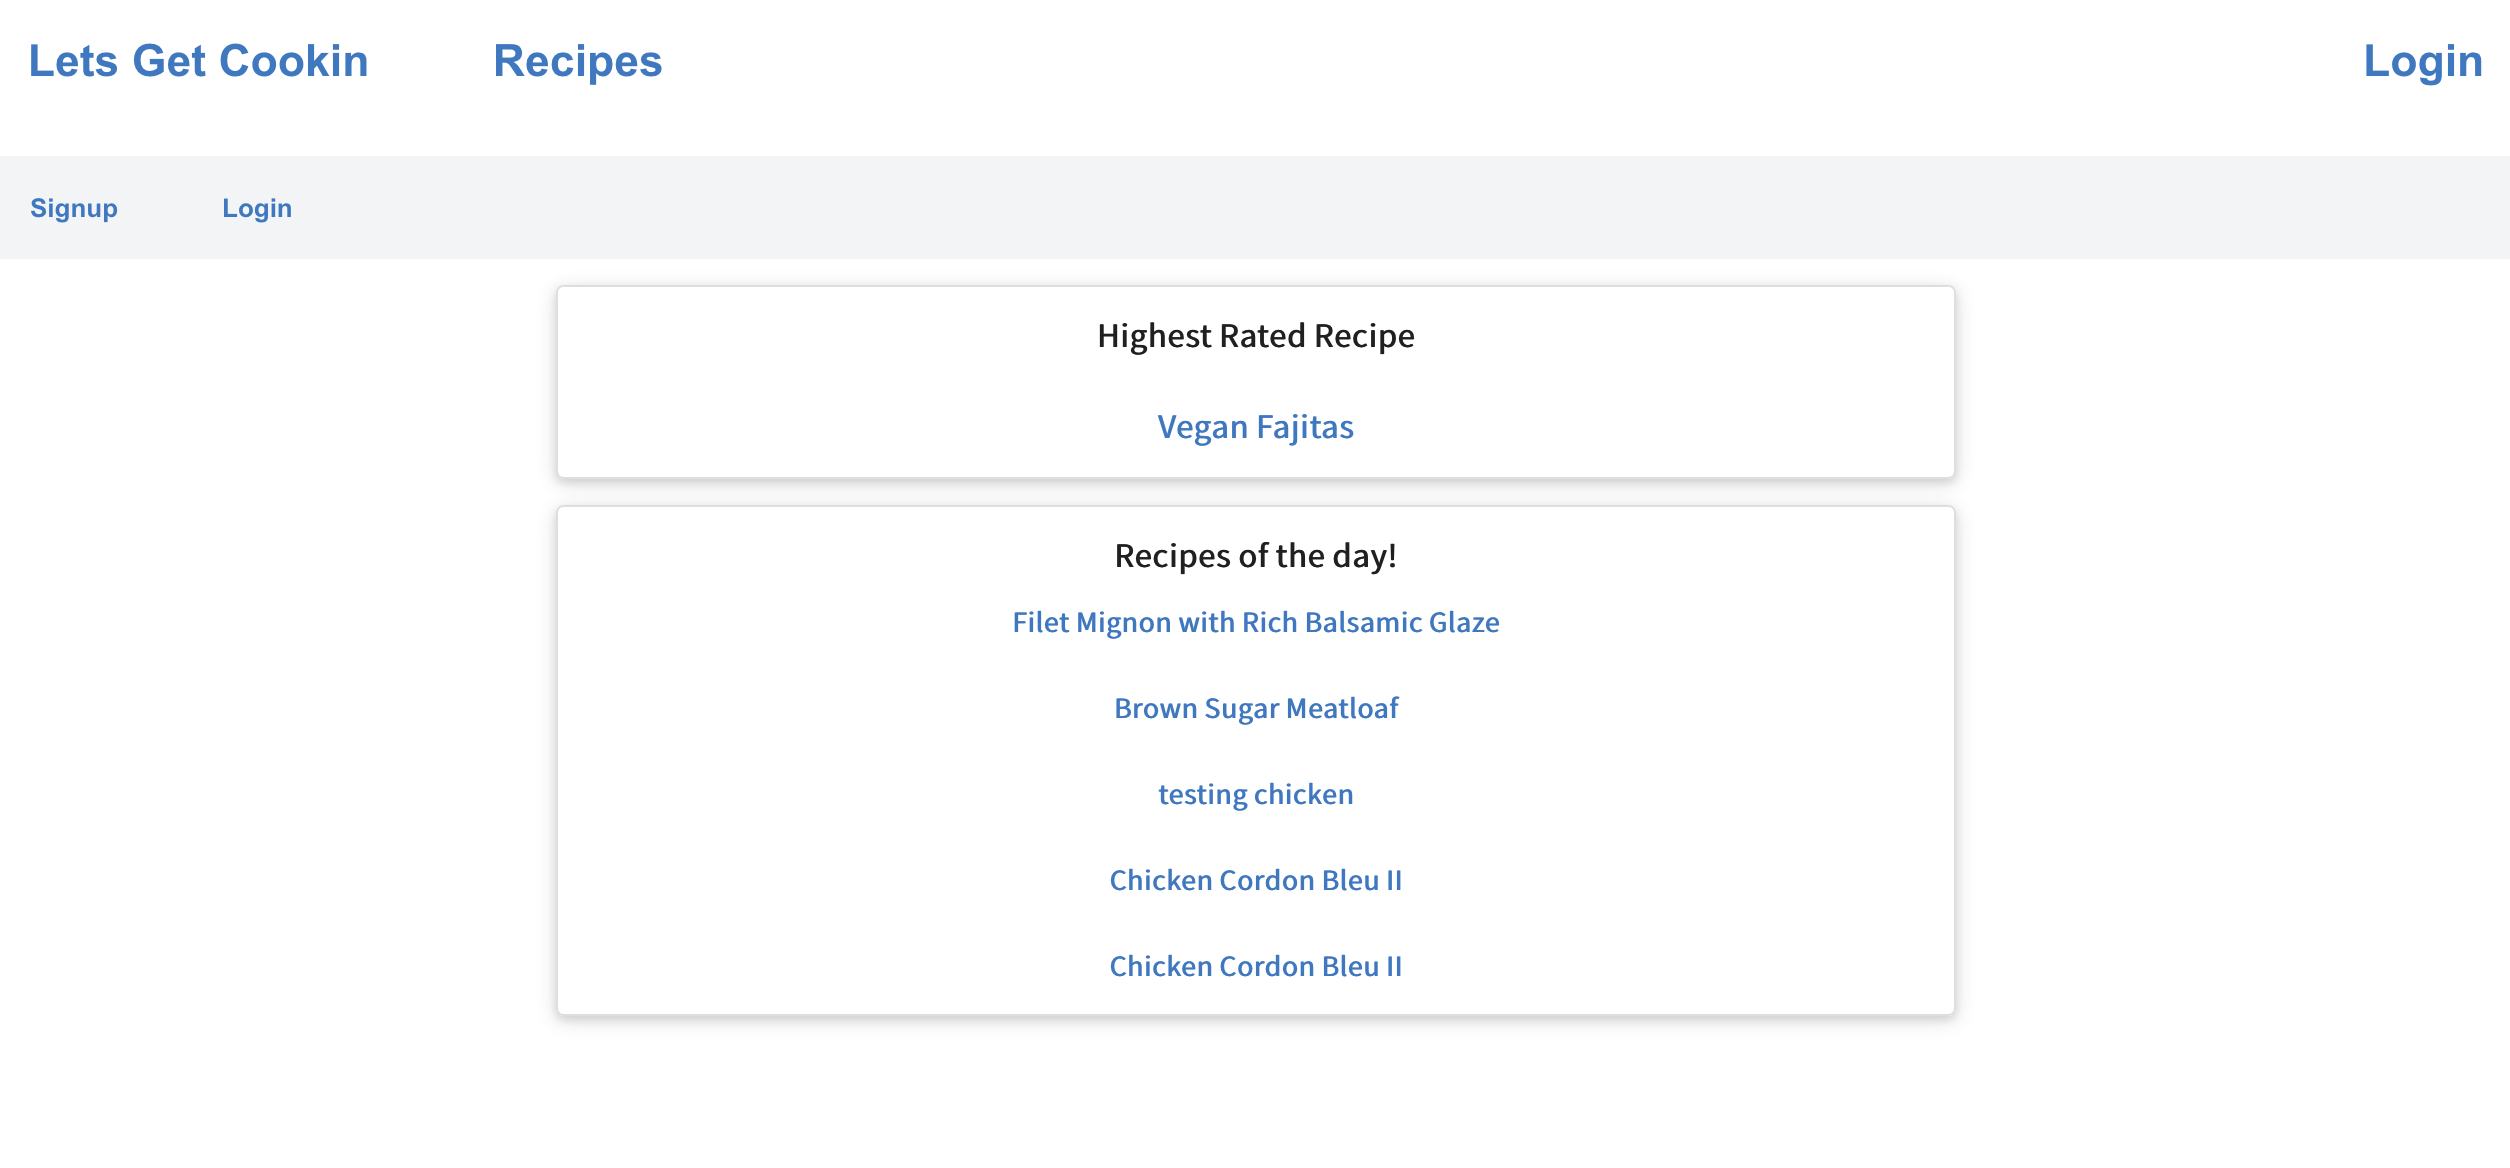 Lets Get Cookin Recipes Login
Signup Login
Highest Rated Recipe
Vegan Fajitas
Recipes of the day!
Filet Mignon with Rich Balsamic Glaze
Brown Sugar Meatloaf
testing chicken
Chicken Cordon Bleu II
Chicken Cordon Bleu II